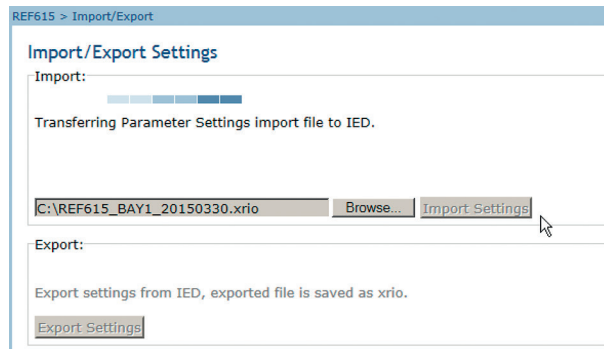 REF615 > Import/Export
Import/Export Settings
Import:
Transferring Parameter Settings import file to IED.
C:\REF615_BAY1_20150330.xrio Browse... Import Settings
Export:
Export settings from IED, exported file is saved as xrio.
Export Settings